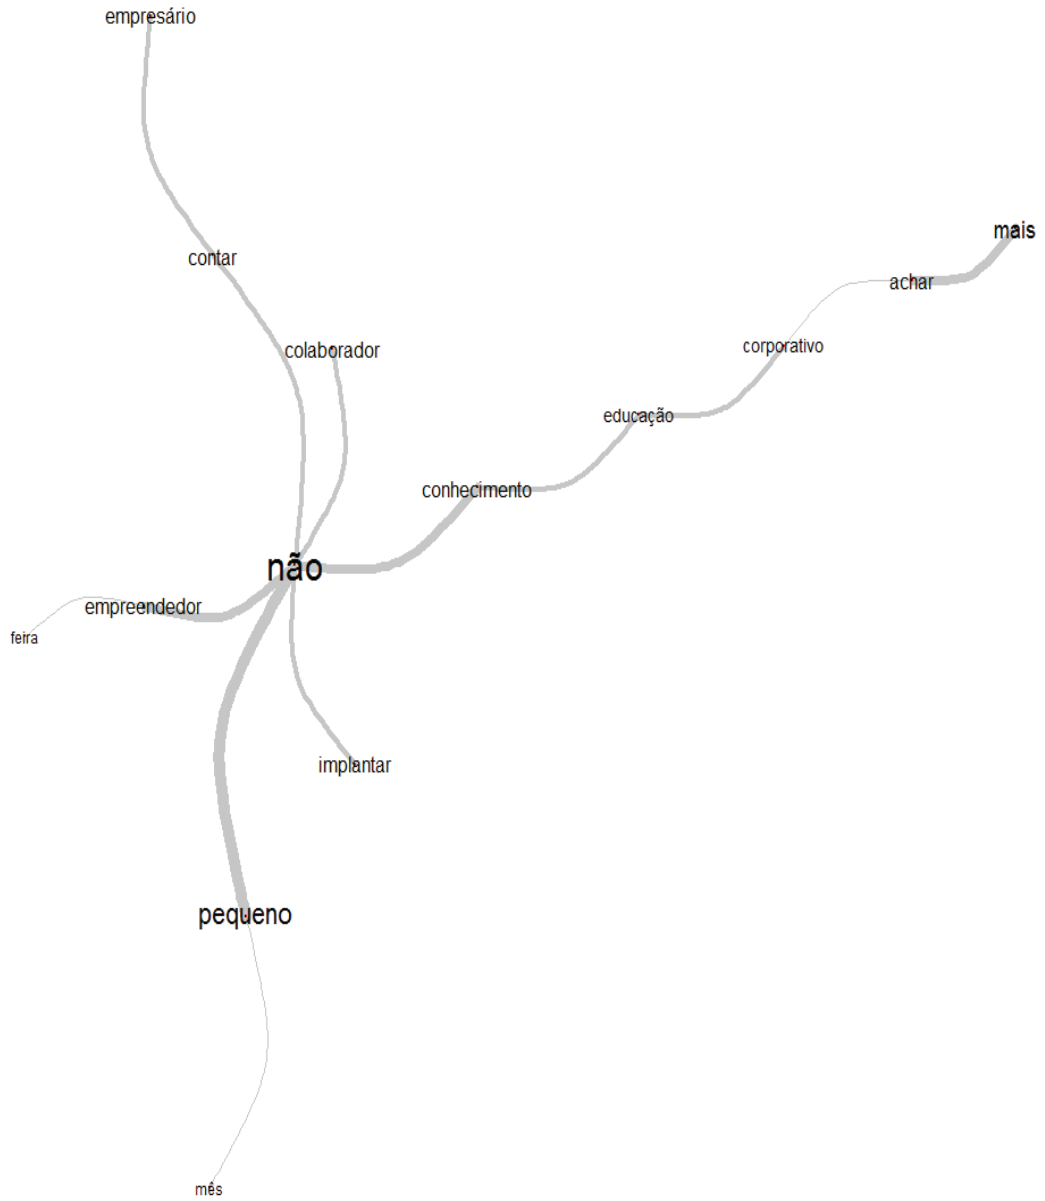 empresário
mais
contar
achar
corporativo
colaborador
educação
conhecimento
não
empreendedor
feira
implantar
pequeno
mês